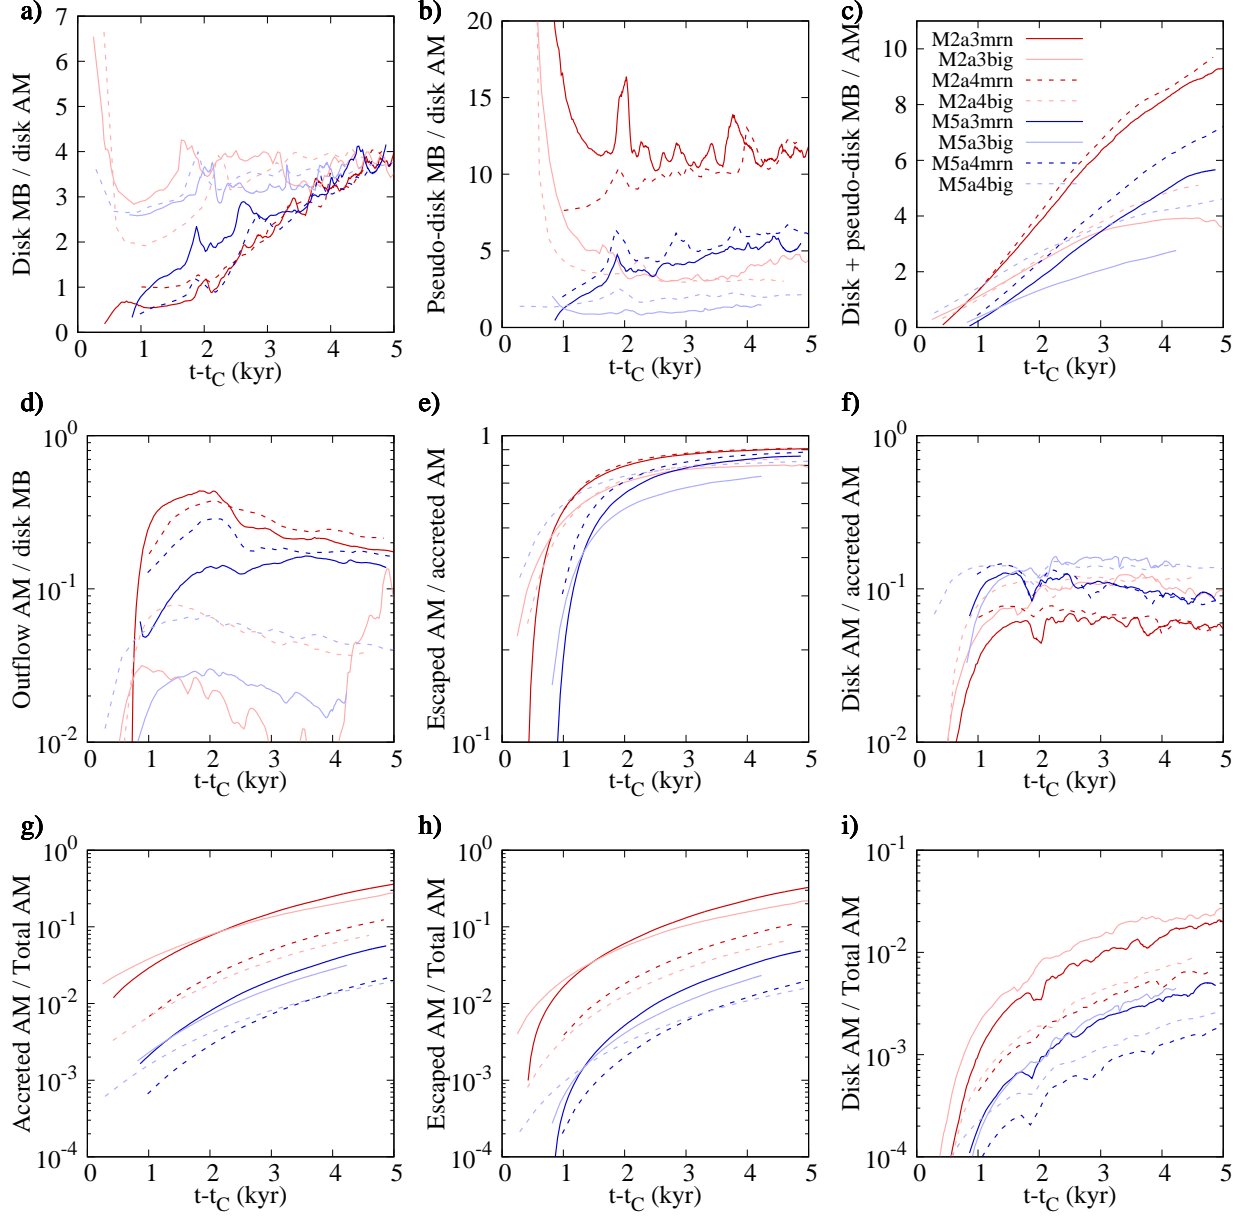 a)
Disk MB / disk AM
7
6
5
4
3
2
1
0
0 1 2 3 4 5
t-tC (kyr)
b)
Pseudo-disk MB / disk AM
20
15
10
5
0
0 1 2 3 4 5
t-tC (kyr)
c)
Disk + pseudo-disk MB / AM
10
8
6
4
2
0
0 1 2 3 4 5
t-tC (kyr)
M2a3mrn
M2a3big
M2a4mrn
M2a4big
M5a3mrn
M5a3big
M5a4mrn
M5a4big
d)
Outflow AM / disk MB
10^0
10^-1
10^-2
0 1 2 3 4 5
t-tC (kyr)
e)
Escaped AM / accreted AM
1
10^-1
0 1 2 3 4 5
t-tC (kyr)
f)
Disk AM / accreted AM
10^0
10^-1
10^-2
0 1 2 3 4 5
t-tC (kyr)
g)
Accreted AM / Total AM
10^0
10^-1
10^-2
10^-3
10^-4
0 1 2 3 4 5
t-tC (kyr)
h)
Escaped AM / Total AM
10^0
10^-1
10^-2
10^-3
10^-4
0 1 2 3 4 5
t-tC (kyr)
i)
Disk AM / Total AM
10^-1
10^-2
10^-3
10^-4
0 1 2 3 4 5
t-tC (kyr)